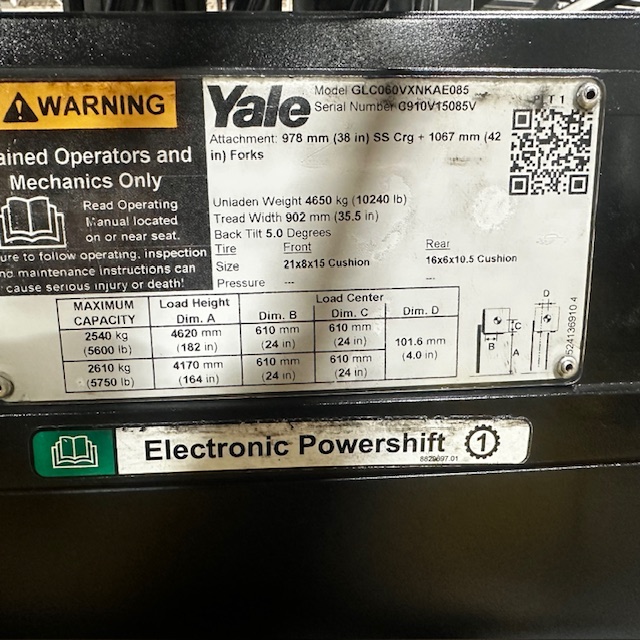 WARNING
ained Operators and
Mechanics Only
Read Operating
Manual located
on or near seat.
ure to follow operating, inspection
nd maintenance instructions can
cause serious injury or death!
Yale
Model GLC060VXNKAE085
Serial Number C910V15085V
Attachment: 978 mm (38 in) SS Crg + 1067 mm (42
in) Forks
Unladen Weight 4650 kg (10240 lb)
Tread Width 902 mm (35.5 in)
Back Tilt 5.0 Degrees
Tire Front Rear
Size 21x8x15 Cushion 16x6x10.5 Cushion
Pressure --- ---
MAXIMUM CAPACITY Load Height Dim. A Load Center Dim. B Dim. C Dim. D
2540 kg 4620 mm 610 mm 610 mm 101.6 mm
(5600 lb) (182 in) (24 in) (24 in) (4.0 in)
2610 kg 4170 mm 610 mm 610 mm
(5750 lb) (164 in) (24 in) (24 in)
D
C
B
A
524136910 4
Electronic Powershift 1